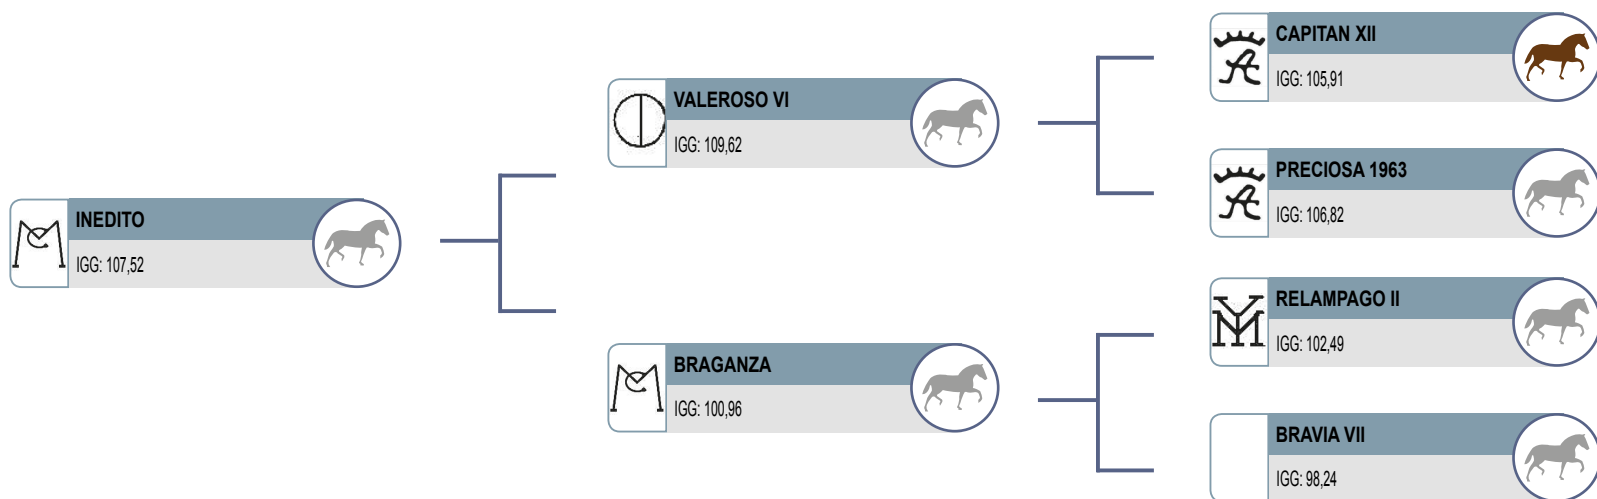 INEDITO
IGG: 107,52
VALEROSO VI
IGG: 109,62
BRAGANZA
IGG: 100,96
CAPITAN XII
IGG: 105,91
PRECIOSA 1963
IGG: 106,82
RELAMPAGO II
IGG: 102,49
BRAVIA VII
IGG: 98,24